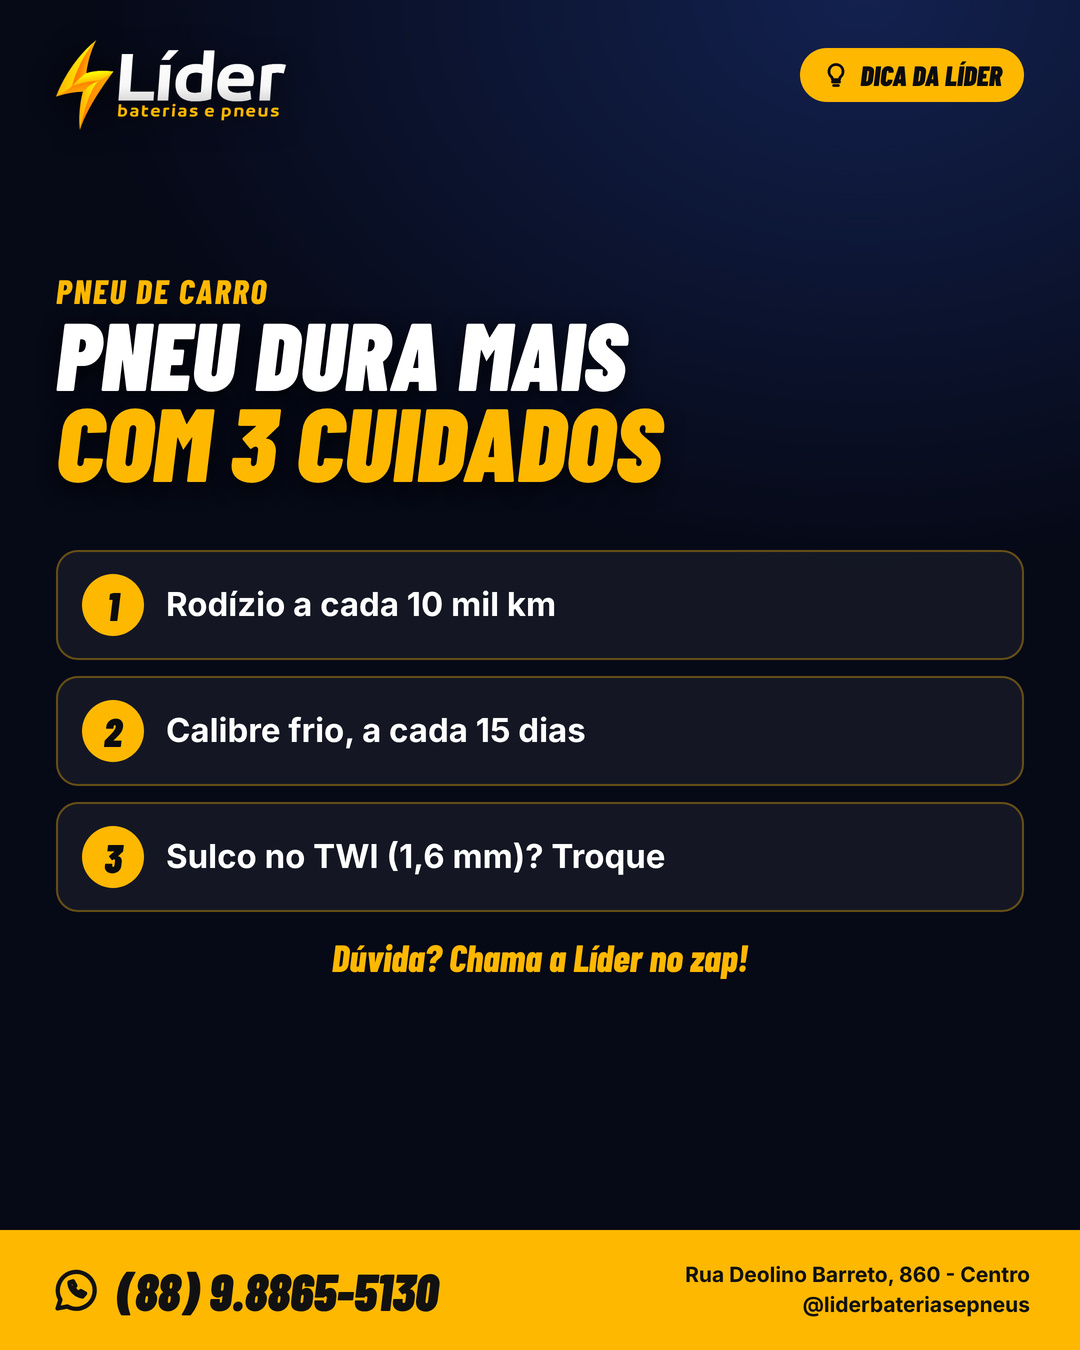 Líder
baterias e pneus
DICA DA LÍDER
PNEU DE CARRO
PNEU DURA MAIS
COM 3 CUIDADOS
1 Rodízio a cada 10 mil km
2 Calibre frio, a cada 15 dias
3 Sulco no TWI (1,6 mm)? Troque
Dúvida? Chama a Líder no zap!
(88) 9.8865-5130
Rua Deolino Barreto, 860 - Centro
@liderbateriasepneus